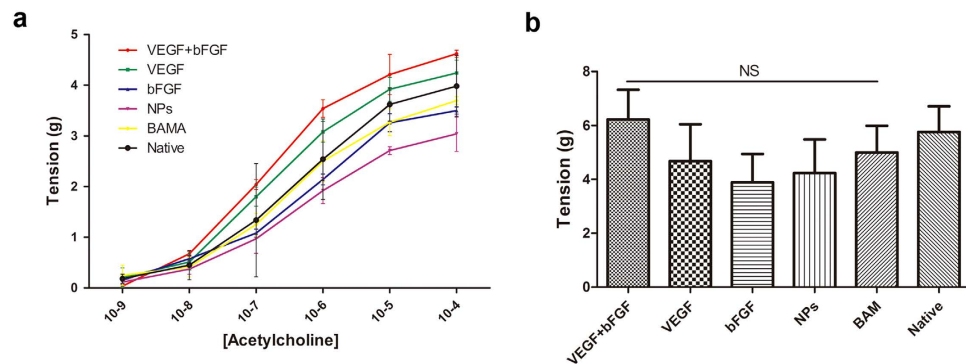 a
Tension (g)
5
4
3
2
1
0
VEGF+bFGF
VEGF
bFGF
NPs
BAMA
Native
10-9
10-8
10-7
10-6
10-5
10-4
[Acetylcholine]
b
Tension (g)
8
6
4
2
0
NS
VEGF+bFGF
VEGF
bFGF
NPs
BAM
Native